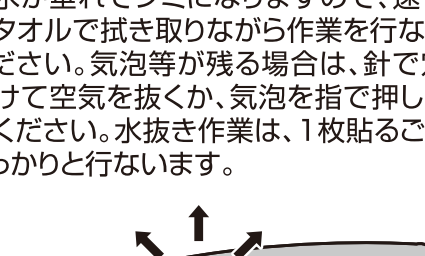 水が垂れてシミになりますので、速
タオルで拭き取りながら作業を行な
ださい。気泡等が残る場合は、針で穴
けて空気を抜くか、気泡を指で押し
ください。水抜き作業は、1枚貼るご
っかりと行ないます。